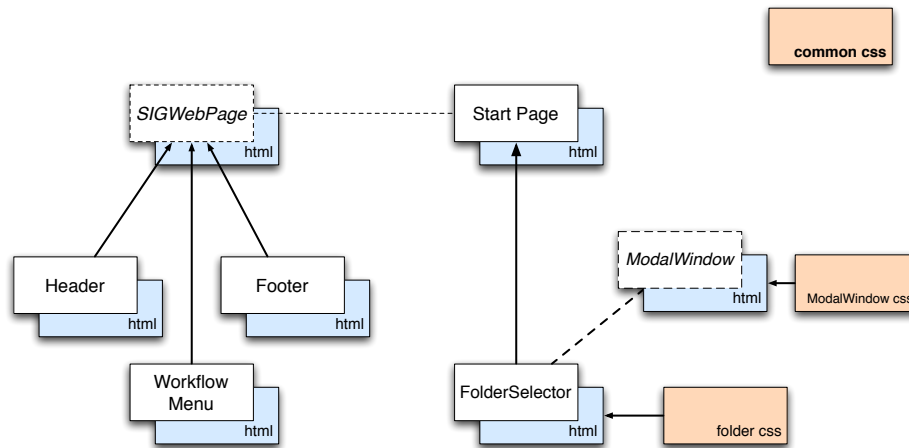 common css
SIGWebPage
html
Start Page
html
Header
html
Footer
html
ModalWindow
html
ModalWindow css
Workflow
Menu
html
FolderSelector
html
folder css